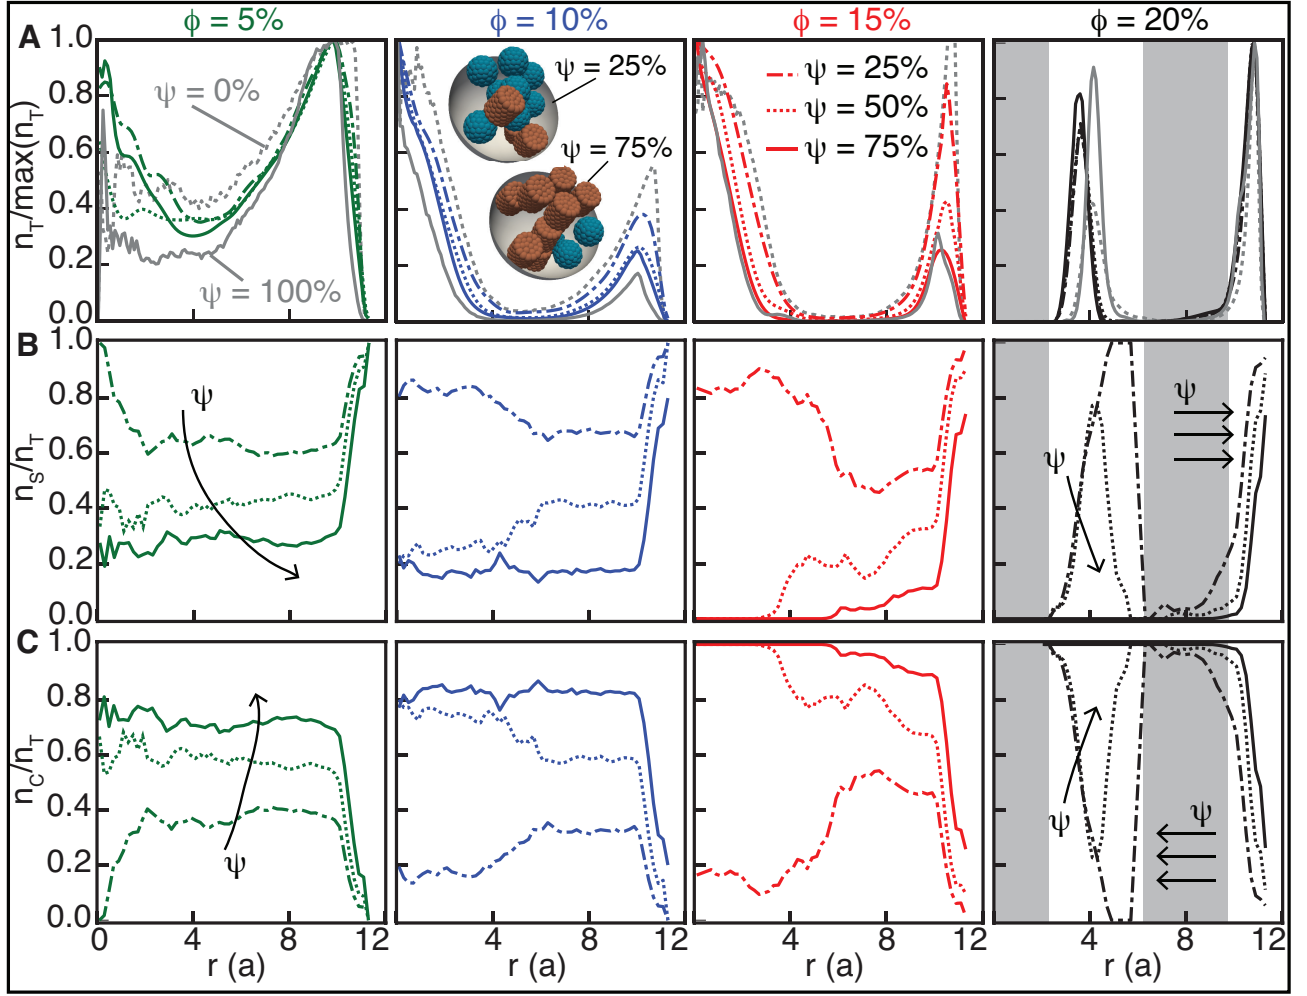 ϕ = 5%
ϕ = 10%
ϕ = 15%
ϕ = 20%
A
n_T/max(n_T)
1.0
0.8
0.6
0.4
0.2
0.0
ψ = 0%
ψ = 100%
ψ = 25%
ψ = 75%
ψ = 25%
ψ = 50%
ψ = 75%
B
n_S/n_T
1.0
0.8
0.6
0.4
0.2
0.0
ψ
ψ
ψ
C
n_C/n_T
1.0
0.8
0.6
0.4
0.2
0.0
ψ
ψ
ψ
0 4 8 12
4 8 12
4 8 12
4 8 12
r (a)
r (a)
r (a)
r (a)